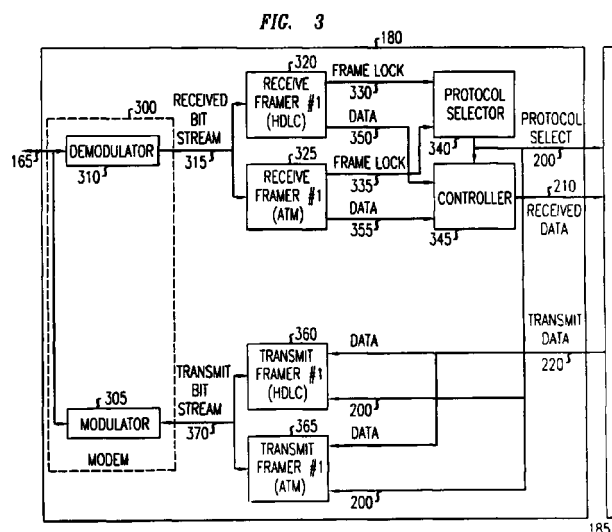 FIG. 3
180
300
165
DEMODULATOR
310
RECEIVED
BIT
STREAM
315
320
RECEIVE
FRAMER #1
(HDLC)
325
RECEIVE
FRAMER #1
(ATM)
FRAME LOCK
330
DATA
350
FRAME LOCK
335
DATA
355
PROTOCOL
SELECTOR
340
CONTROLLER
345
PROTOCOL
SELECT
200
210
RECEIVED
DATA
TRANSMIT
DATA
220
305
MODULATOR
MODEM
TRANSMIT
BIT
STREAM
370
360
TRANSMIT
FRAMER #1
(HDLC)
365
TRANSMIT
FRAMER #1
(ATM)
DATA
200
DATA
200
185